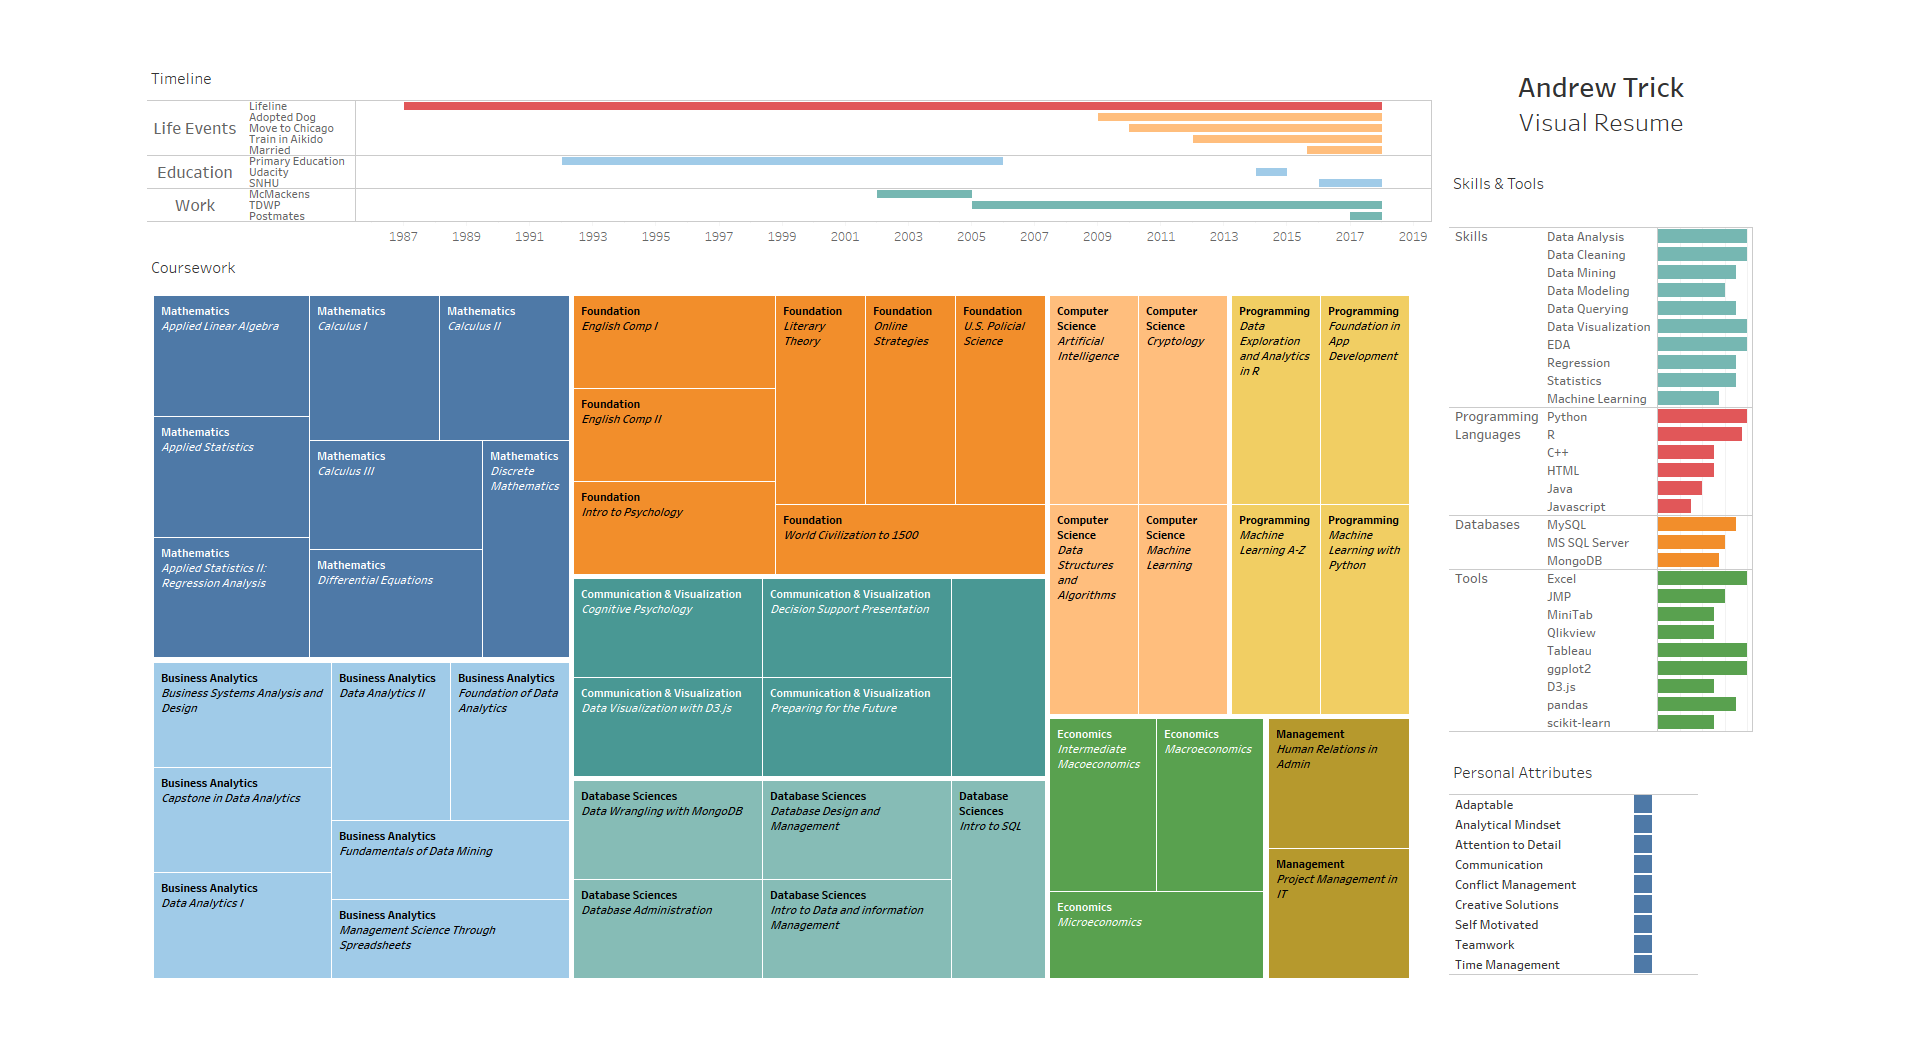 Timeline
Andrew Trick
Visual Resume
Life Events
Lifeline
Adopted Dog
Move to Chicago
Train in Aikido
Married
Education
Primary Education
Udacity
SNHU
Work
McMackens
TDWP
Postmates
1987 1989 1991 1993 1995 1997 1999 2001 2003 2005 2007 2009 2011 2013 2015 2017 2019
Coursework
Mathematics
Applied Linear Algebra
Mathematics
Applied Statistics
Mathematics
Applied Statistics II:
Regression Analysis
Mathematics
Calculus I
Mathematics
Calculus II
Mathematics
Calculus III
Mathematics
Differential Equations
Mathematics
Discrete
Mathematics
Business Analytics
Business Systems Analysis and
Design
Business Analytics
Capstone in Data Analytics
Business Analytics
Data Analytics I
Business Analytics
Data Analytics II
Business Analytics
Foundation of Data
Analytics
Business Analytics
Fundamentals of Data Mining
Business Analytics
Management Science Through
Spreadsheets
Foundation
English Comp I
Foundation
English Comp II
Foundation
Intro to Psychology
Foundation
Literary
Theory
Foundation
Online
Strategies
Foundation
U.S. Policial
Science
Foundation
World Civilization to 1500
Communication & Visualization
Cognitive Psychology
Communication & Visualization
Data Visualization with D3.js
Communication & Visualization
Decision Support Presentation
Communication & Visualization
Preparing for the Future
Database Sciences
Data Wrangling with MongoDB
Database Sciences
Database Administration
Database Sciences
Database Design and
Management
Database Sciences
Intro to Data and information
Management
Database
Sciences
Intro to SQL
Computer
Science
Artificial
Intelligence
Computer
Science
Cryptology
Computer
Science
Data
Structures
and
Algorithms
Computer
Science
Machine
Learning
Programming
Data
Exploration
and Analytics
in R
Programming
Foundation in
App
Development
Programming
Machine
Learning A-Z
Programming
Machine
Learning with
Python
Economics
Intermediate
Macoeconomics
Economics
Macroeconomics
Economics
Microeconomics
Management
Human Relations in
Admin
Management
Project Management in
IT
Skills & Tools
Skills
Data Analysis
Data Cleaning
Data Mining
Data Modeling
Data Querying
Data Visualization
EDA
Regression
Statistics
Machine Learning
Programming
Languages
Python
R
C++
HTML
Java
Javascript
Databases
MySQL
MS SQL Server
MongoDB
Tools
Excel
JMP
MiniTab
Qlikview
Tableau
ggplot2
D3.js
pandas
scikit-learn
Personal Attributes
Adaptable
Analytical Mindset
Attention to Detail
Communication
Conflict Management
Creative Solutions
Self Motivated
Teamwork
Time Management